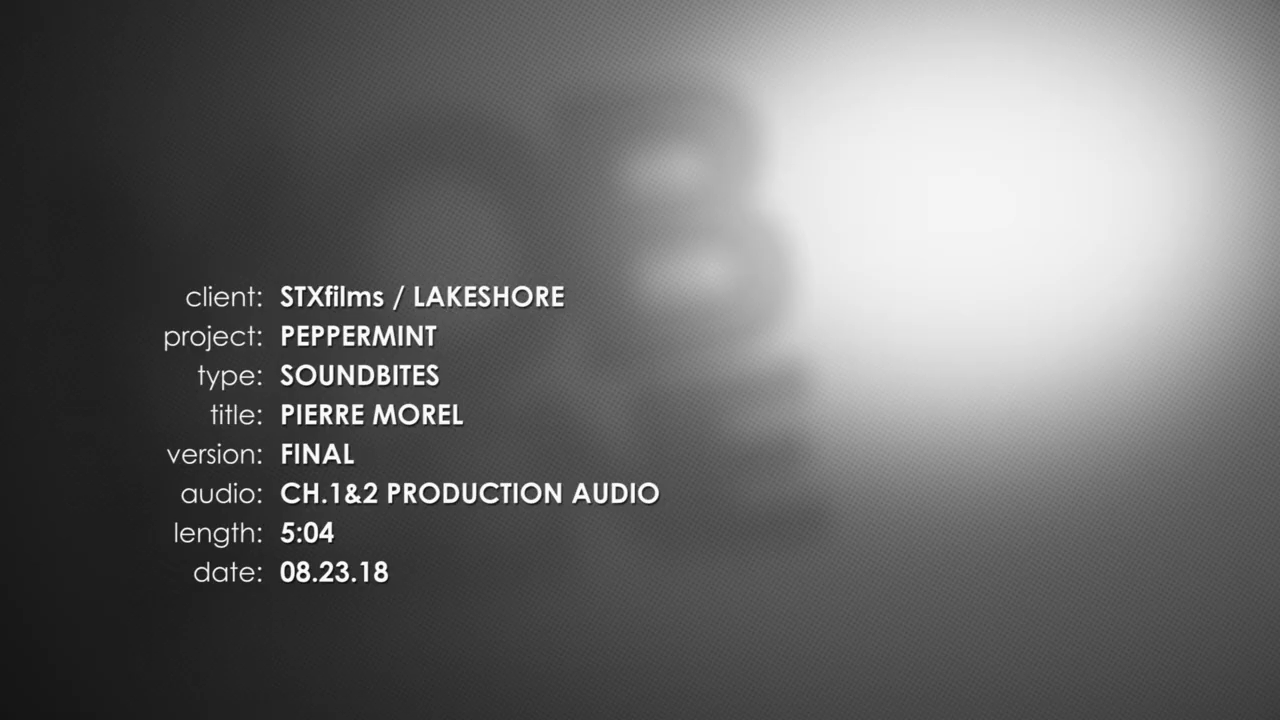 client: STXfilms / LAKESHORE
project: PEPPERMINT
type: SOUNDBITES
title: PIERRE MOREL
version: FINAL
audio: CH.1&2 PRODUCTION AUDIO
length: 5:04
date: 08.23.18